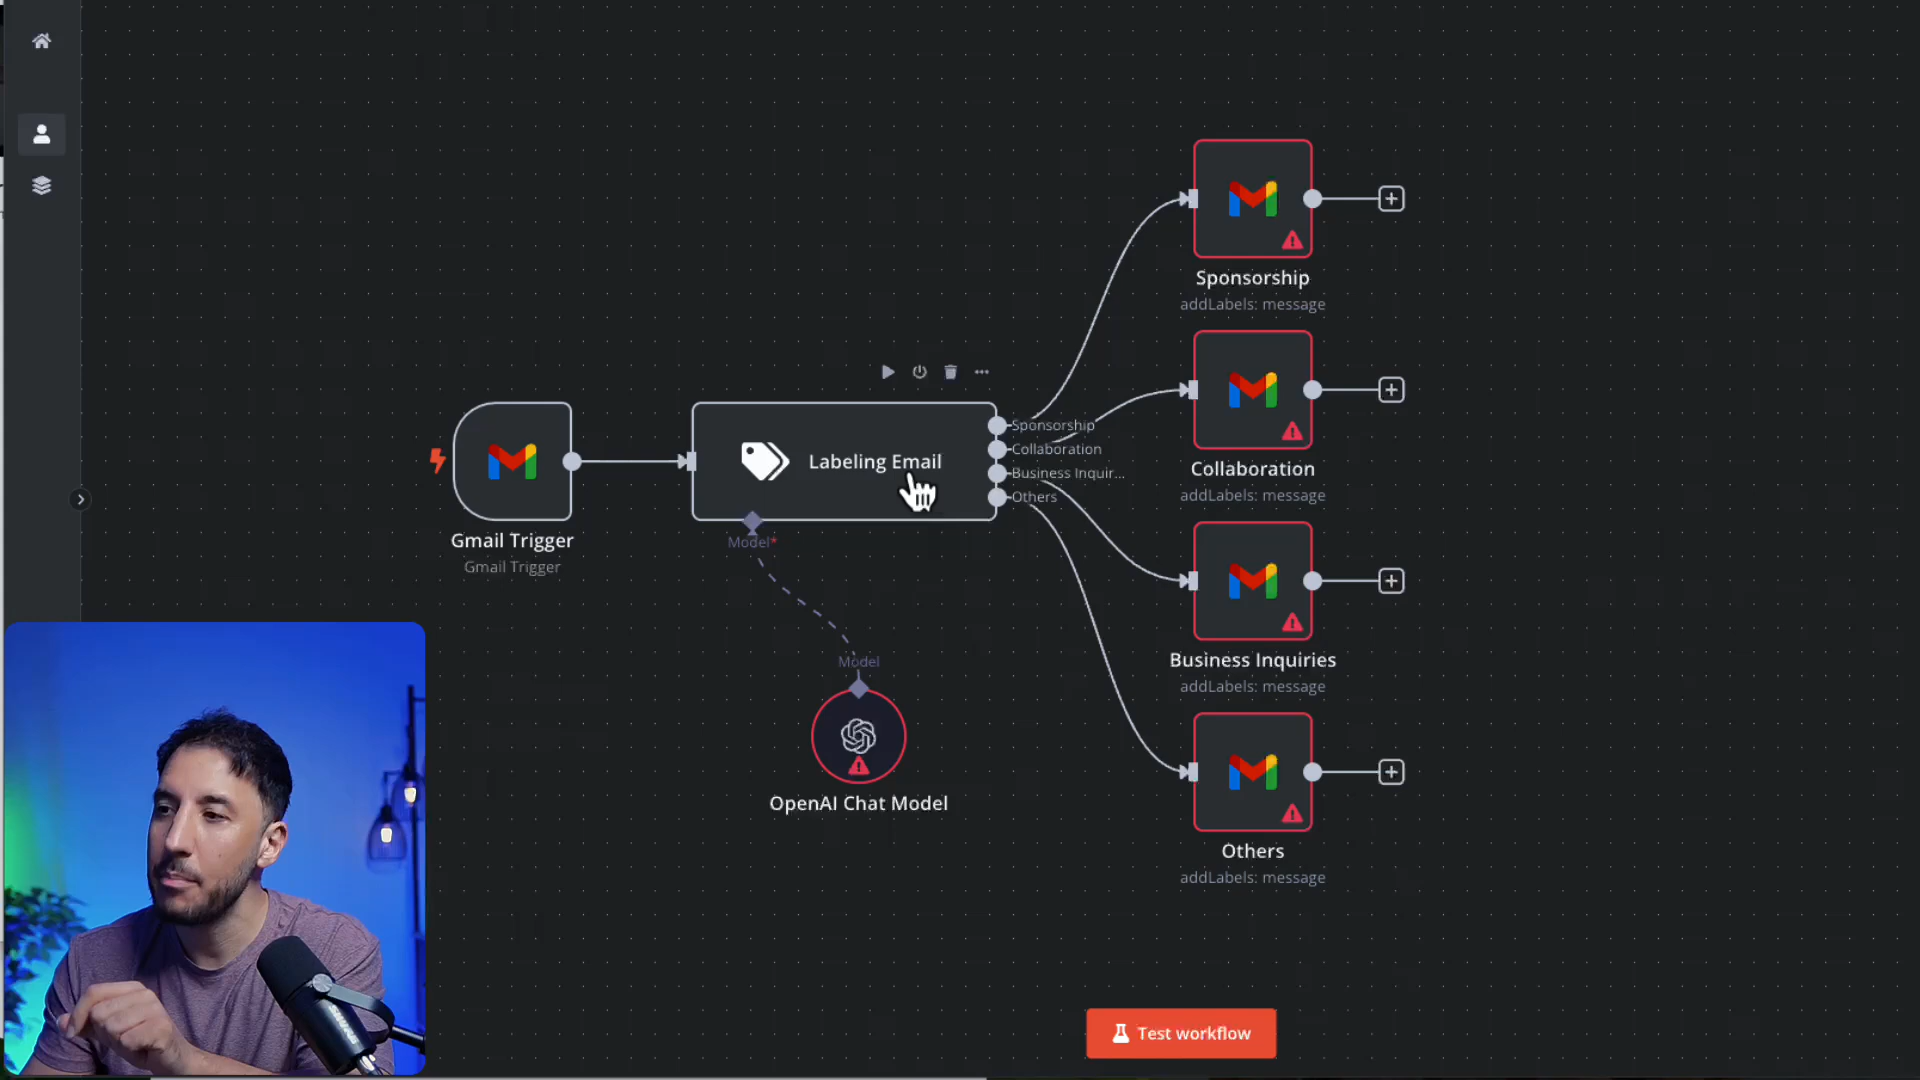 Sponsorship
addLabels: message
Sponsorship
Collaboration
Business Inquir...
Others
Labeling Email
Collaboration
addLabels: message
Gmail Trigger
Gmail Trigger
Model*
Business Inquiries
addLabels: message
Model
OpenAI Chat Model
Others
addLabels: message
Test workflow